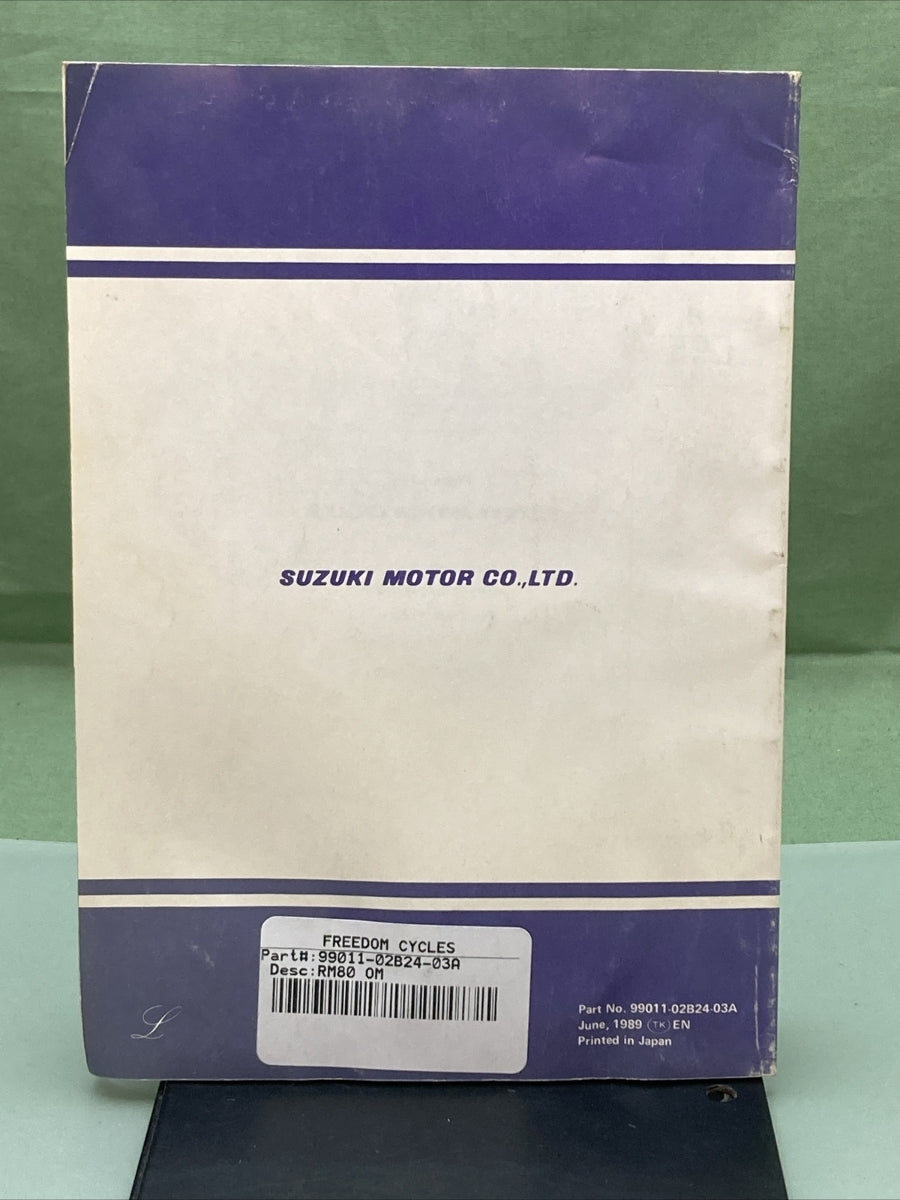 SUZUKI MOTOR CO.,LTD.
FREEDOM CYCLES
Part#:99011-02B24-03A
Desc:RM80 OM
L
Part No. 99011-02B24-03A
June, 1989 TK EN
Printed in Japan